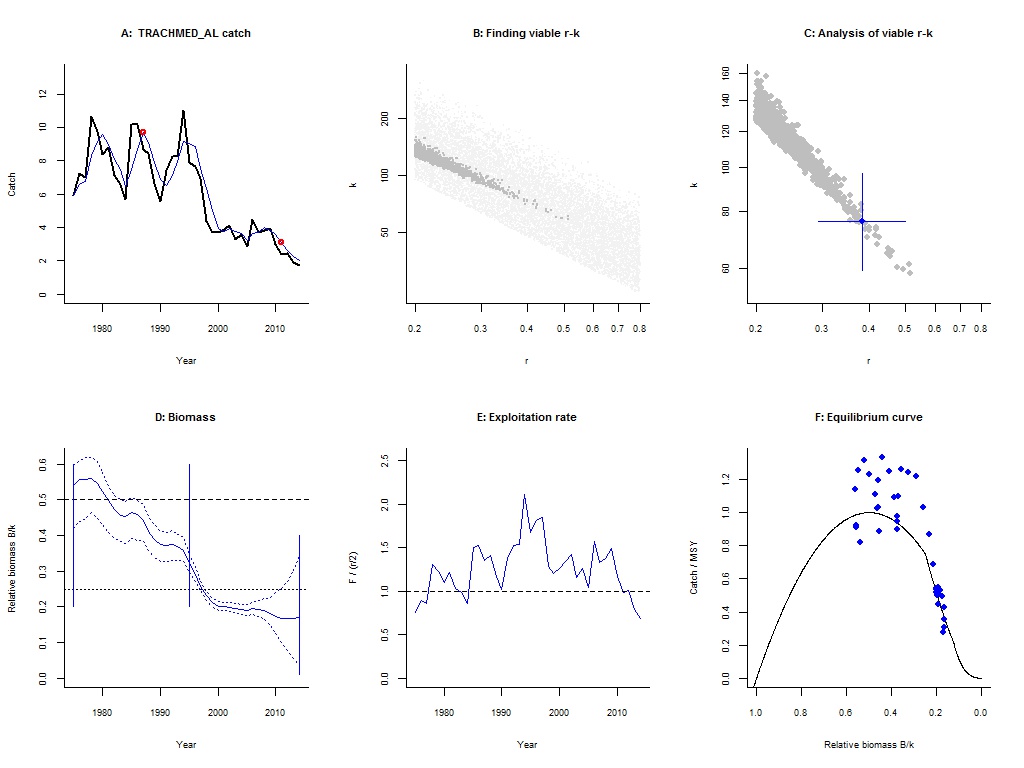 A: TRACHMED_AL catch
B: Finding viable r-k
C: Analysis of viable r-k
Catch
0 2 4 6 8 10 12
1980 1990 2000 2010
Year
k
50 100 200
0.2 0.3 0.4 0.5 0.6 0.7 0.8
r
k
60 80 100 120 140 160
0.2 0.3 0.4 0.5 0.6 0.7 0.8
r
D: Biomass
E: Exploitation rate
F: Equilibrium curve
Relative biomass B/k
0.0 0.1 0.2 0.3 0.4 0.5 0.6
1980 1990 2000 2010
Year
F / (r/2)
0.0 0.5 1.0 1.5 2.0 2.5
1980 1990 2000 2010
Year
Catch / MSY
0.0 0.2 0.4 0.6 0.8 1.0 1.2
1.0 0.8 0.6 0.4 0.2 0.0
Relative biomass B/k